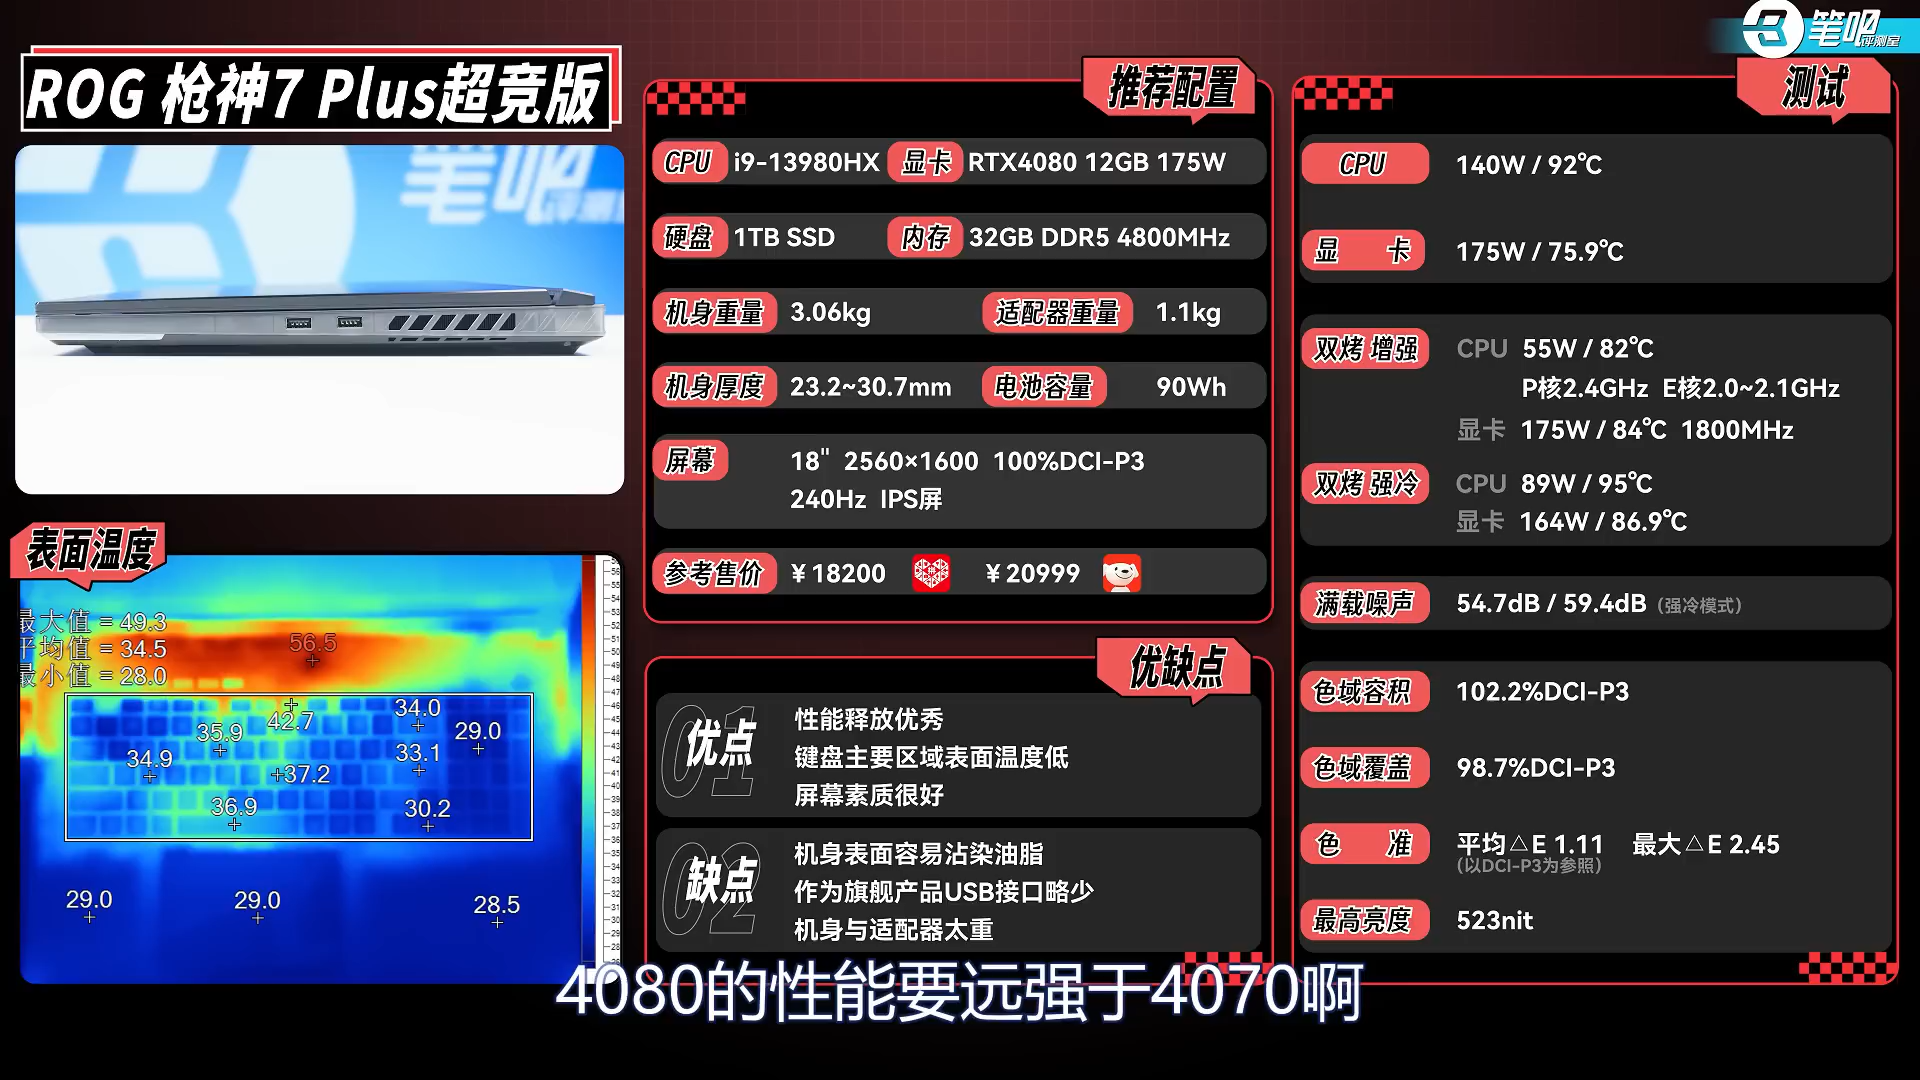 笔吧评测室
ROG 枪神7 Plus超竞版
笔吧评测室
推荐配置
CPU i9-13980HX 显卡 RTX4080 12GB 175W
硬盘 1TB SSD 内存 32GB DDR5 4800MHz
机身重量 3.06kg 适配器重量 1.1kg
机身厚度 23.2~30.7mm 电池容量 90Wh
屏幕 18" 2560×1600 100%DCI-P3
240Hz IPS屏
参考售价 ¥18200 ¥20999
测试
CPU 140W / 92℃
显卡 175W / 75.9℃
双烤 增强 CPU 55W / 82℃
P核2.4GHz E核2.0~2.1GHz
显卡 175W / 84℃ 1800MHz
双烤 强冷 CPU 89W / 95℃
显卡 164W / 86.9℃
满载噪声 54.7dB / 59.4dB (强冷模式)
色域容积 102.2%DCI-P3
色域覆盖 98.7%DCI-P3
色准 平均△E 1.11 最大△E 2.45
(以DCI-P3为参照)
最高亮度 523nit
表面温度
最大值 = 49.3
平均值 = 34.5
最小值 = 28.0
56.5
34.0
42.7
35.9
29.0
34.9
33.1
37.2
36.9
30.2
29.0
29.0
28.5
优缺点
01 优点
性能释放优秀
键盘主要区域表面温度低
屏幕素质很好
02 缺点
机身表面容易沾染油脂
作为旗舰产品USB接口略少
机身与适配器太重
4080的性能要远强于4070啊